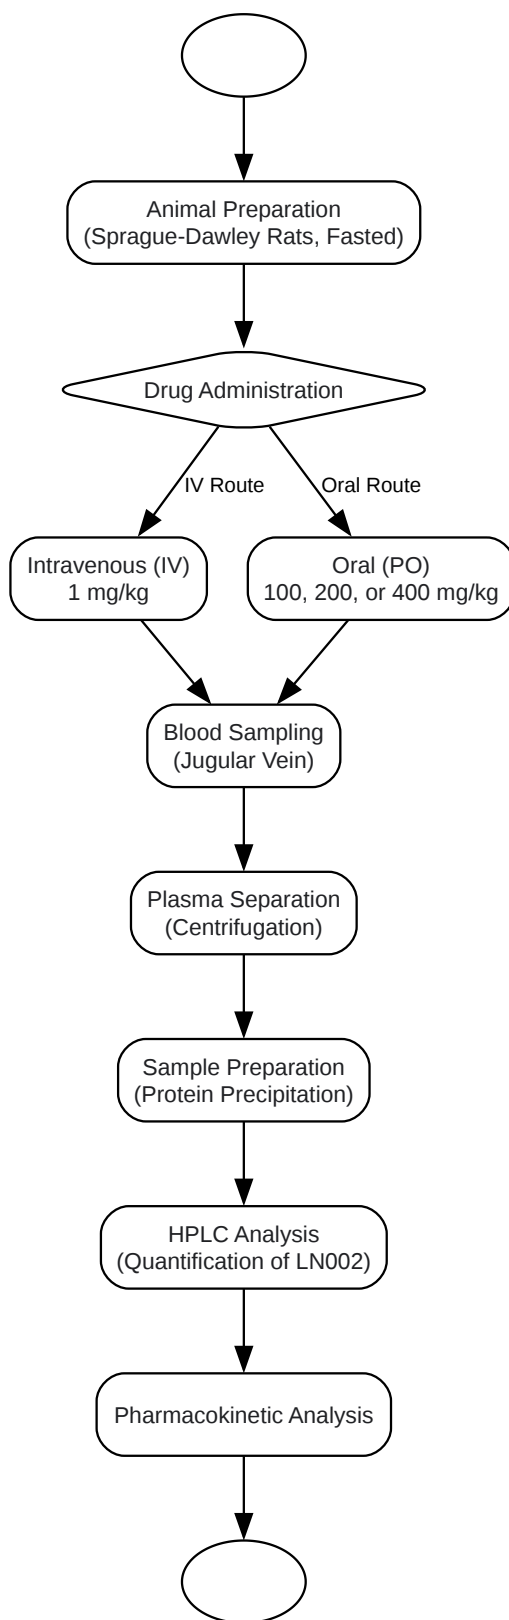 Animal Preparation
(Sprague-Dawley Rats, Fasted)
Drug Administration
IV Route
Oral Route
Intravenous (IV)
1 mg/kg
Oral (PO)
100, 200, or 400 mg/kg
Blood Sampling
(Jugular Vein)
Plasma Separation
(Centrifugation)
Sample Preparation
(Protein Precipitation)
HPLC Analysis
(Quantification of LN002)
Pharmacokinetic Analysis